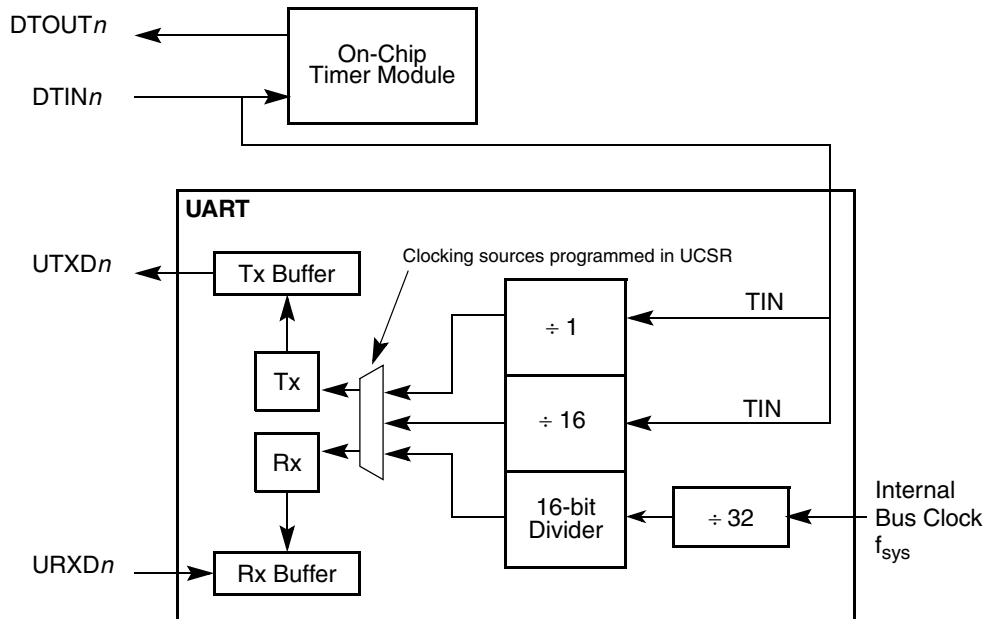 DTOUTn
On-Chip
Timer Module
DTINn
UART
Clocking sources programmed in UCSR
UTXDn
Tx Buffer
÷ 1
TIN
Tx
÷ 16
TIN
Rx
16-bit
Divider
÷ 32
Internal
Bus Clock
fsys
URXDn
Rx Buffer